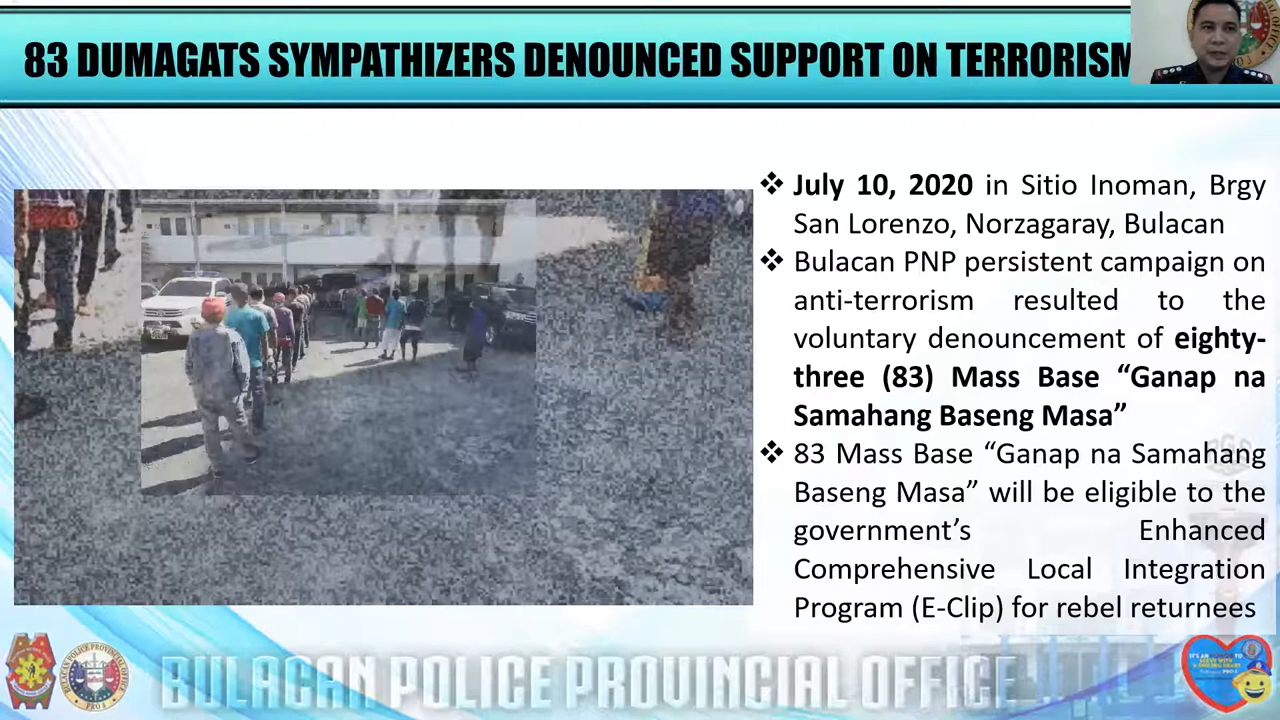 83 DUMAGATS SYMPATHIZERS DENOUNCED SUPPORT ON TERRORISM
❖ July 10, 2020 in Sitio Inoman, Brgy
San Lorenzo, Norzagaray, Bulacan
❖ Bulacan PNP persistent campaign on
anti-terrorism resulted to the
voluntary denouncement of eighty-
three (83) Mass Base “Ganap na
Samahang Baseng Masa”
❖ 83 Mass Base “Ganap na Samahang
Baseng Masa” will be eligible to the
government’s Enhanced
Comprehensive Local Integration
Program (E-Clip) for rebel returnees
BULACAN POLICE PROVINCIAL OFFICE